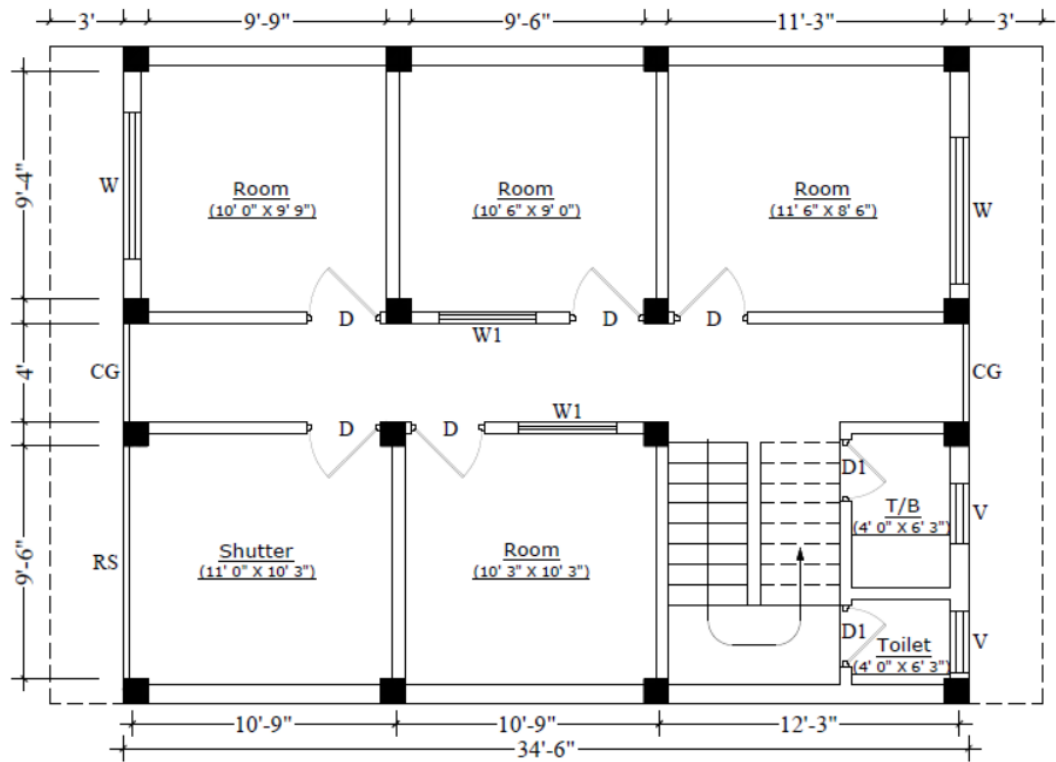 3' 9'-9" 9'-6" 11'-3" 3'
9'-4"
W
Room
(10' 0" X 9' 9")
Room
(10' 6" X 9' 0")
Room
(11' 6" X 8' 6")
W
D D D
W1
4'
CG
CG
W1
D D
D1
T/B
(4' 0" X 6' 3")
V
9'-6"
RS
Shutter
(11' 0" X 10' 3")
Room
(10' 3" X 10' 3")
D1
Toilet
(4' 0" X 6' 3")
V
10'-9" 10'-9" 12'-3"
34'-6"